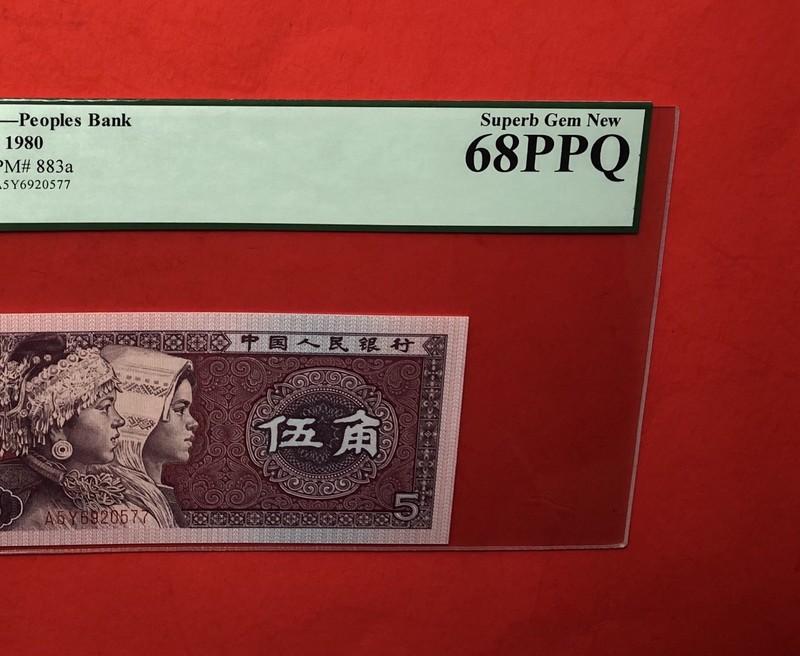 —Peoples Bank
1980
PM# 883a
A5Y6920577
Superb Gem New
68PPQ
中国人民银行
伍角
A5Y6920577
5